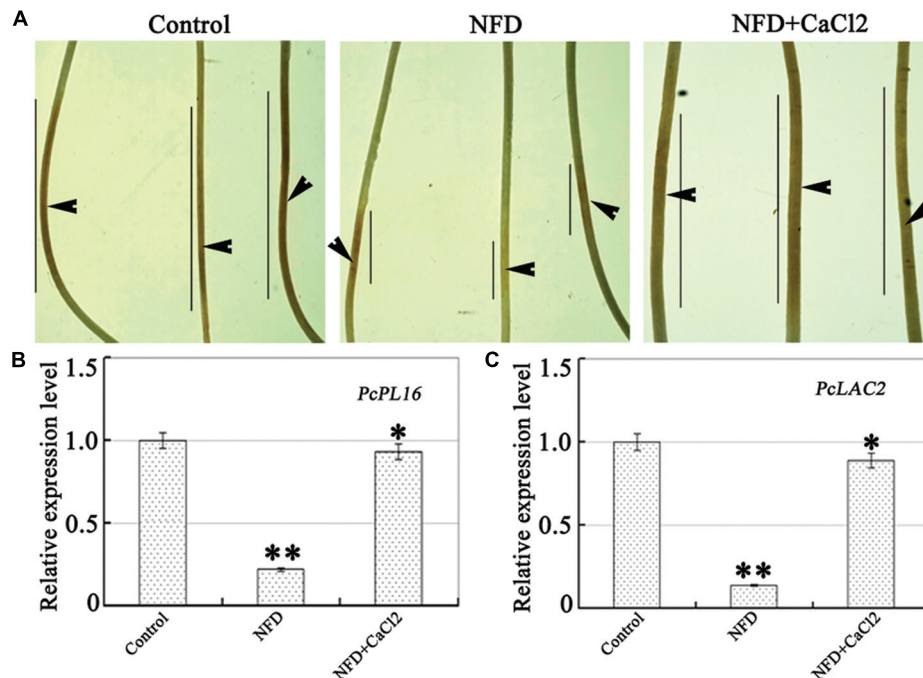 A
Control
NFD
NFD+CaCl2
B
Relative expression level
1.5
1.0
0.5
0
PcPL16
**
*
Control
NFD
NFD+CaCl2
C
Relative expression level
1.5
1.0
0.5
0
PcLAC2
**
*
Control
NFD
NFD+CaCl2